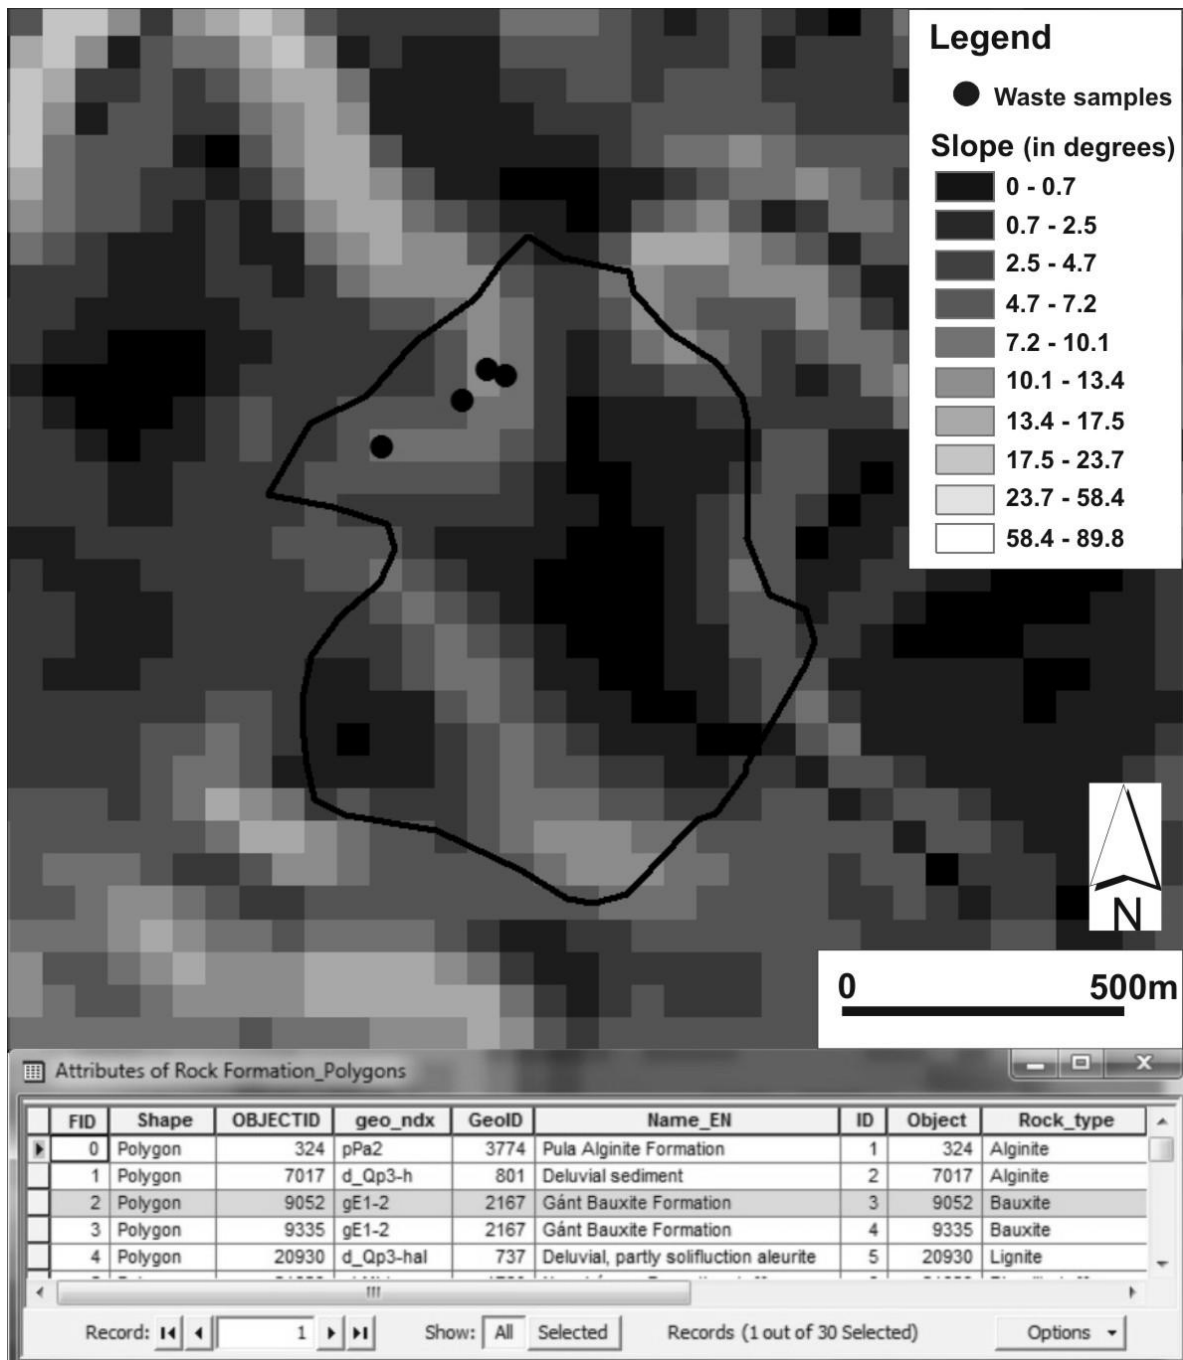 Legend
Waste samples
Slope (in degrees)
0 - 0.7
0.7 - 2.5
2.5 - 4.7
4.7 - 7.2
7.2 - 10.1
10.1 - 13.4
13.4 - 17.5
17.5 - 23.7
23.7 - 58.4
58.4 - 89.8
N
0 500m
Attributes of Rock Formation_Polygons
FID Shape OBJECTID geo_ndx GeoID Name_EN ID Object Rock_type
0 Polygon 324 pPa2 3774 Pula Alginite Formation 1 324 Alginite
1 Polygon 7017 d_Qp3-h 801 Deluvial sediment 2 7017 Alginite
2 Polygon 9052 gE1-2 2167 Gánt Bauxite Formation 3 9052 Bauxite
3 Polygon 9335 gE1-2 2167 Gánt Bauxite Formation 4 9335 Bauxite
4 Polygon 20930 d_Qp3-hal 737 Deluvial, partly solifluction aleurite 5 20930 Lignite
Record: 1 Show: All Selected Records (1 out of 30 Selected) Options